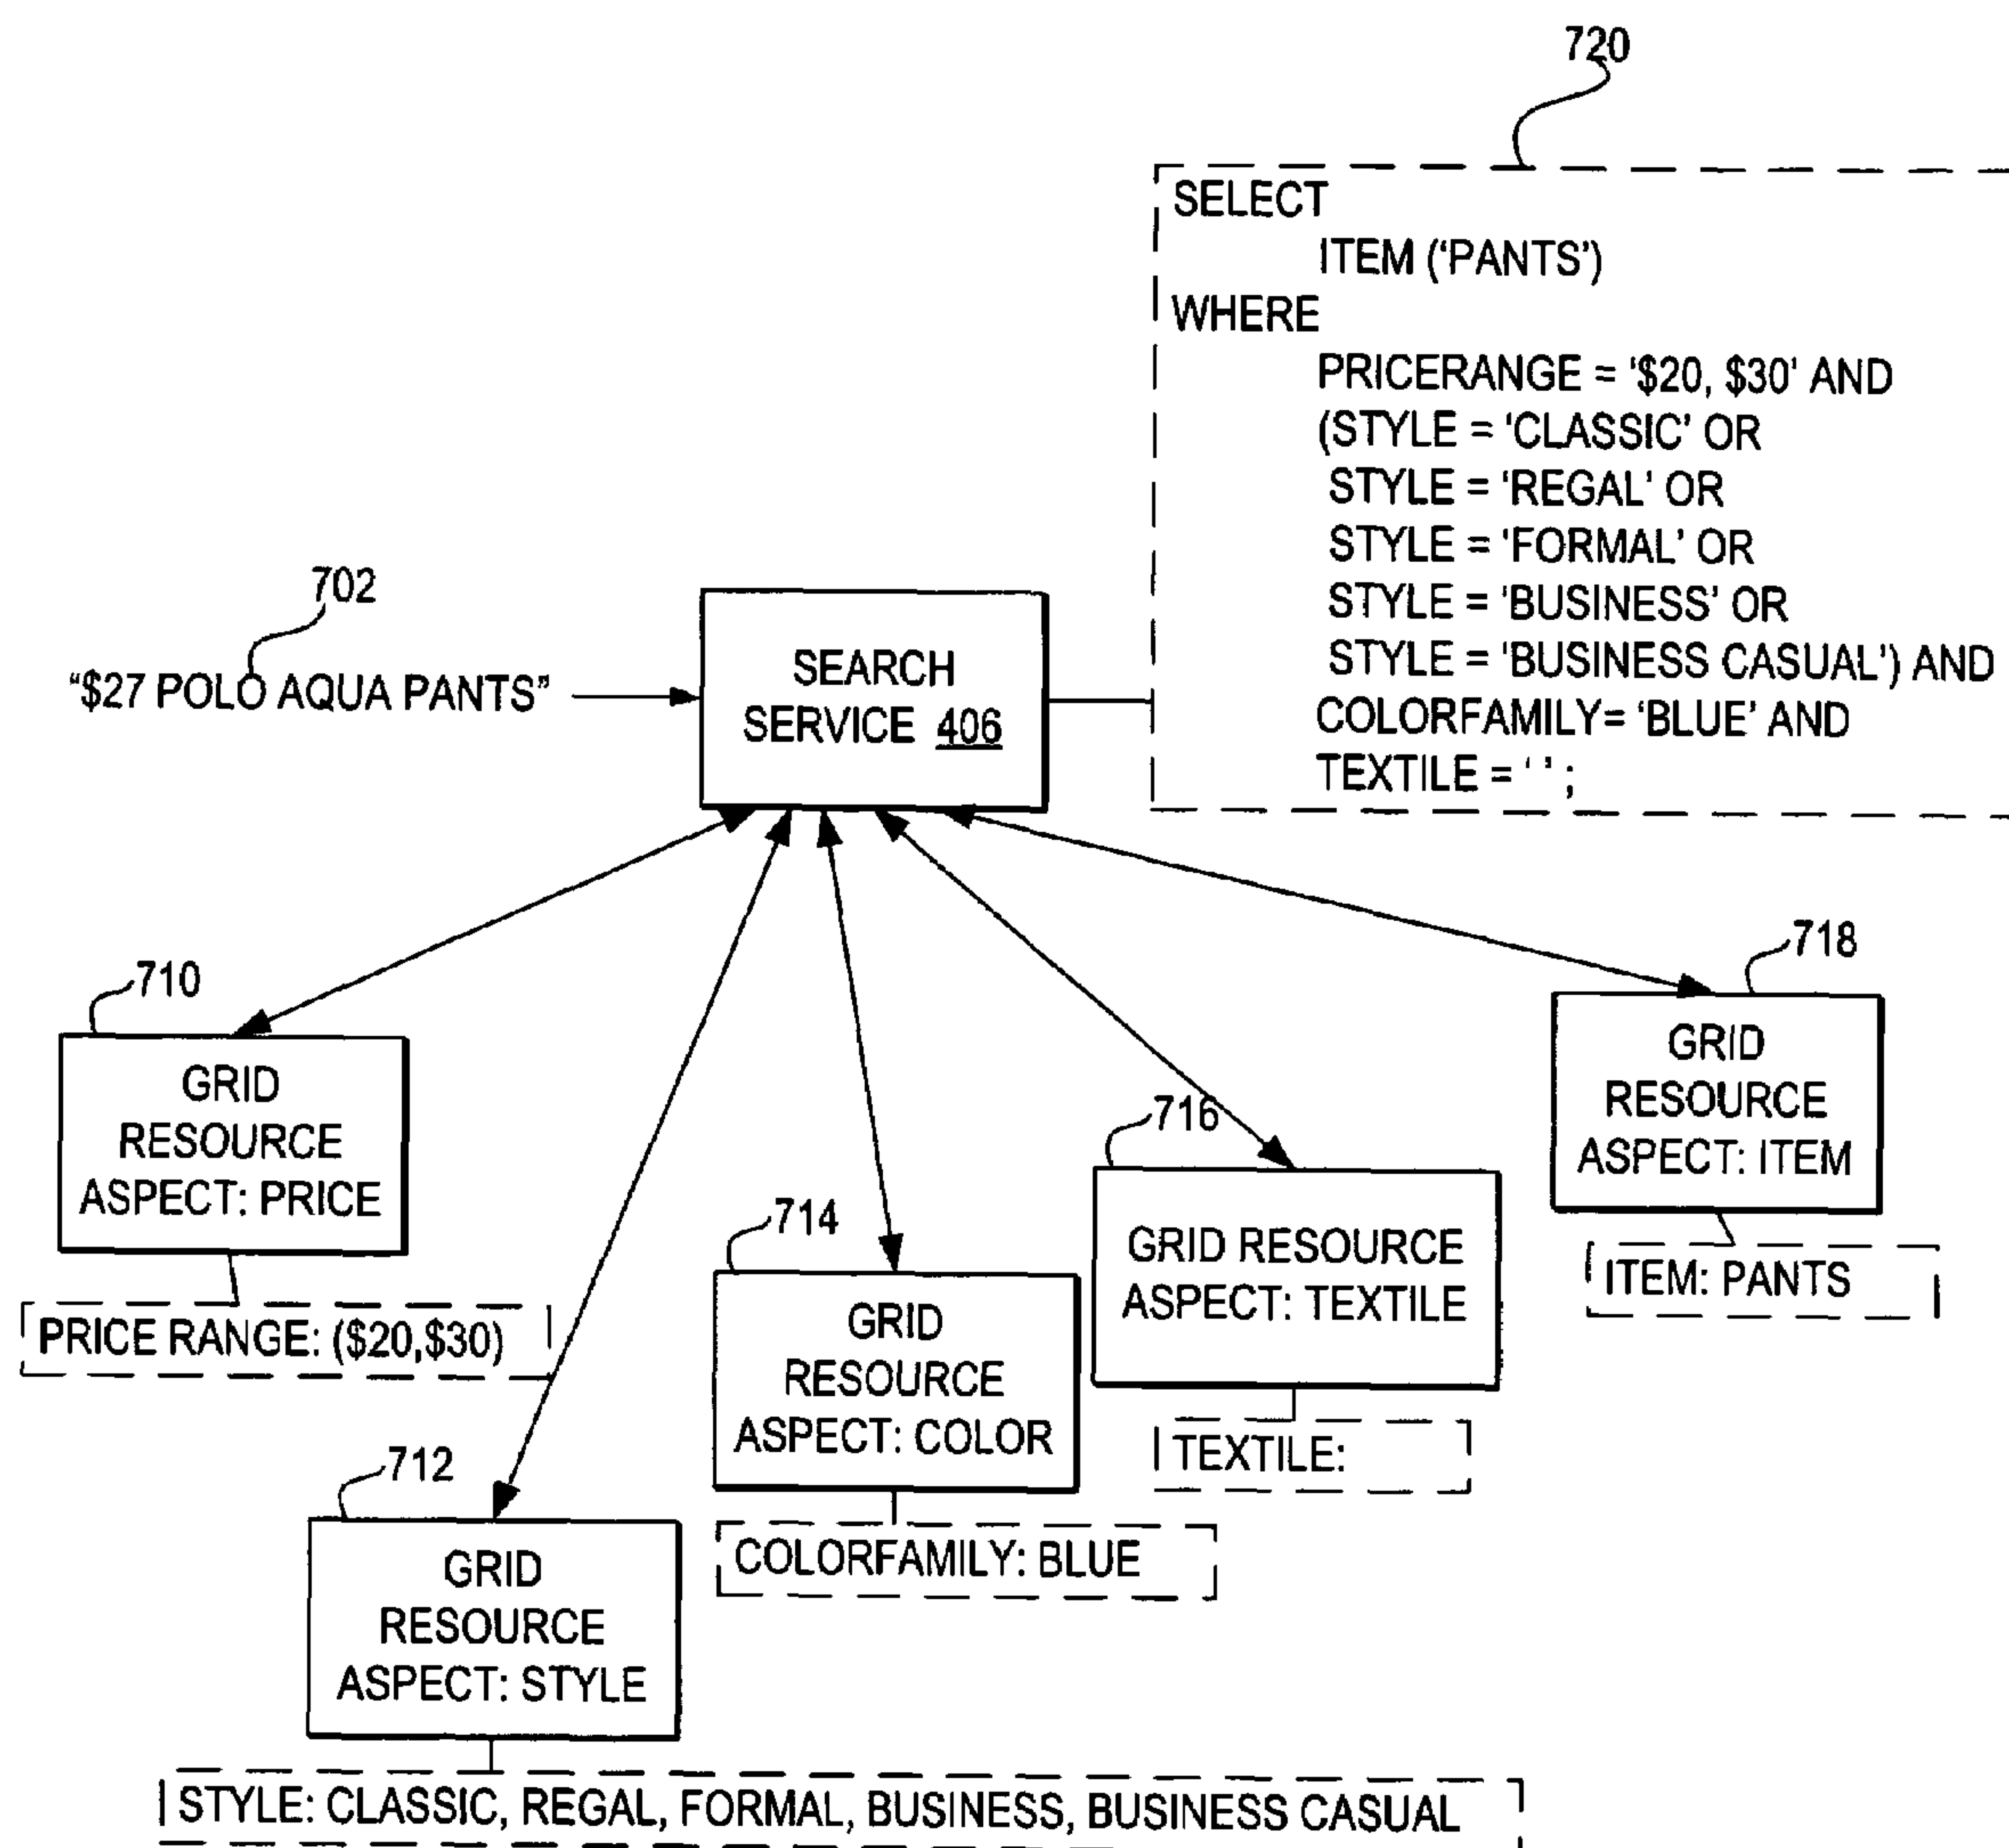 720
SELECT
ITEM (‘PANTS’)
WHERE
PRICERANGE = ‘$20, $30’ AND
(STYLE = ‘CLASSIC’ OR
STYLE = ‘REGAL’ OR
STYLE = ‘FORMAL’ OR
STYLE = ‘BUSINESS’ OR
STYLE = ‘BUSINESS CASUAL’) AND
COLORFAMILY= ‘BLUE’ AND
TEXTILE = ‘ ’ ;
702
“$27 POLO AQUA PANTS”
SEARCH
SERVICE 406
710
GRID
RESOURCE
ASPECT: PRICE
PRICE RANGE: ($20,$30)
712
GRID
RESOURCE
ASPECT: STYLE
STYLE: CLASSIC, REGAL, FORMAL, BUSINESS, BUSINESS CASUAL
714
GRID
RESOURCE
ASPECT: COLOR
COLORFAMILY: BLUE
716
GRID RESOURCE
ASPECT: TEXTILE
TEXTILE:
718
GRID
RESOURCE
ASPECT: ITEM
ITEM: PANTS